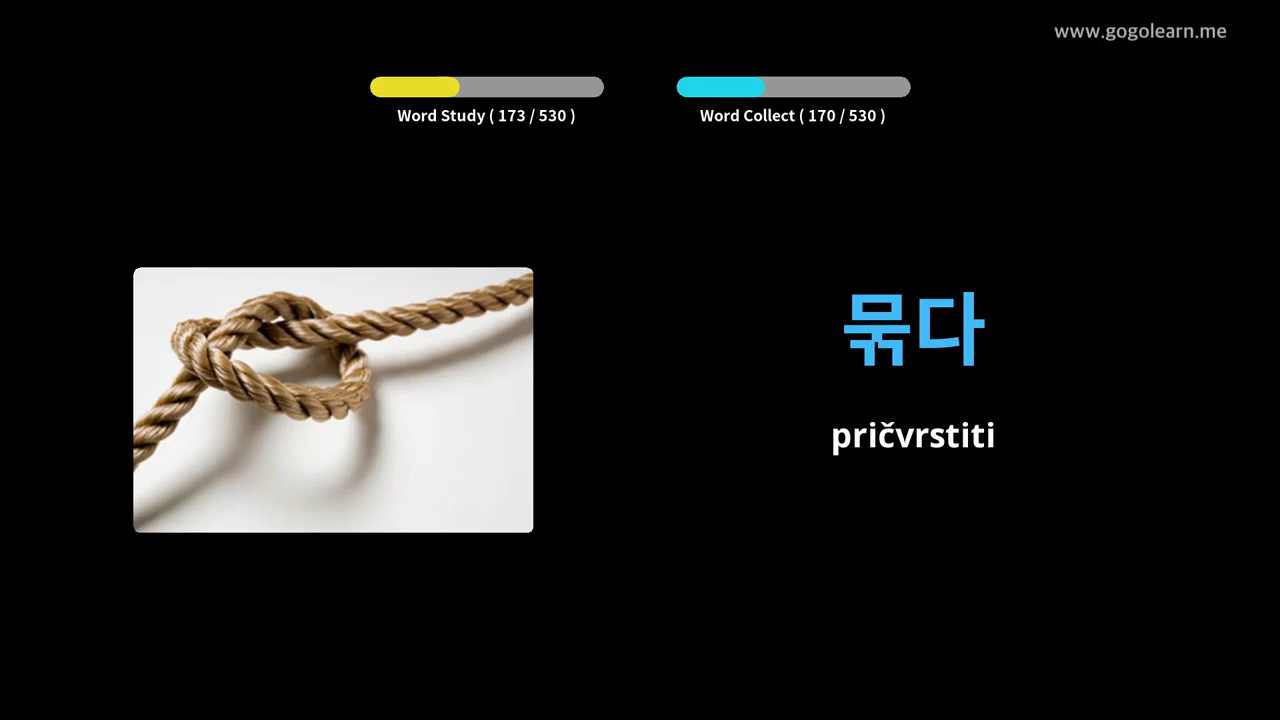 www.gogolearn.me
Word Study ( 173 / 530 )
Word Collect ( 170 / 530 )
묶다
pričvrstiti